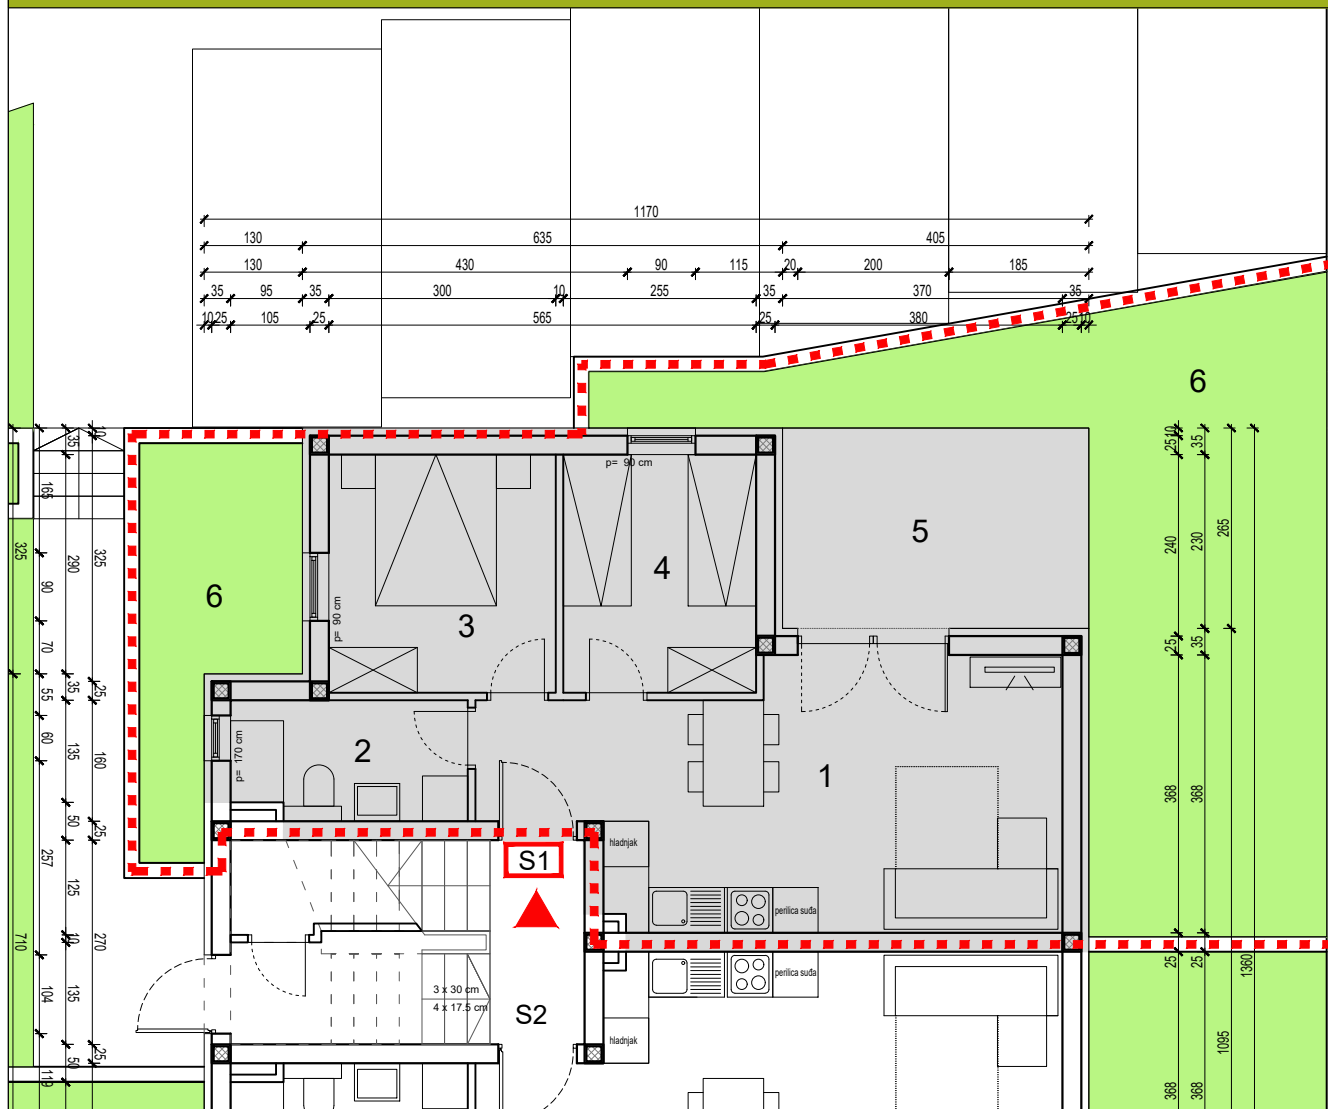 1170
130 635 405
130 430 90 115 20 200 185
35 95 35 300 10 255 35 370 35
10 25 105 25 565 25 380 25 10
6
35 10
p= 90 cm
25 10 35
165
5
325 290 325
240 230 265
90
4
6
p= 90 cm
3
70
25 35
55 35 25
60 135 160
p= 170 cm
2
1
368 368
50 25
hladnjak
257
S1
125
perilica suđa
710 10 270
25 25 1360
perilica suđa
104 135
3 x 30 cm
4 x 17.5 cm
S2
hladnjak
1095
50 25
119
368 368